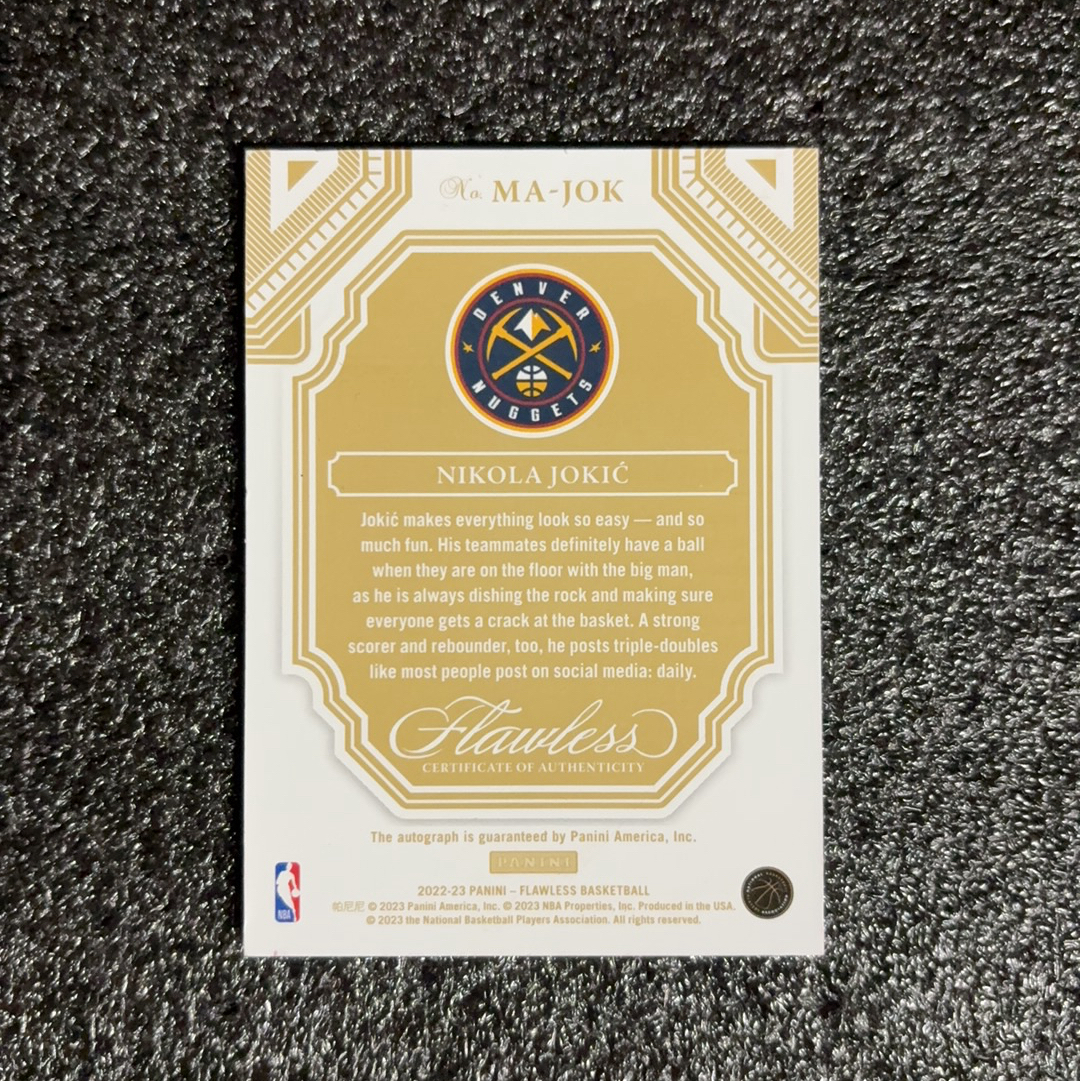 No. MA-JOK
DENVER
NUGGETS
NIKOLA JOKIĆ
Jokić makes everything look so easy — and so
much fun. His teammates definitely have a ball
when they are on the floor with the big man,
as he is always dishing the rock and making sure
everyone gets a crack at the basket. A strong
scorer and rebounder, too, he posts triple-doubles
like most people post on social media: daily.
Flawless
CERTIFICATE OF AUTHENTICITY
The autograph is guaranteed by Panini America, Inc.
PANINI
2022-23 PANINI – FLAWLESS BASKETBALL
帕尼尼 © 2023 Panini America, Inc. © 2023 NBA Properties, Inc. Produced in the USA.
© 2023 the National Basketball Players Association. All rights reserved.
NBA